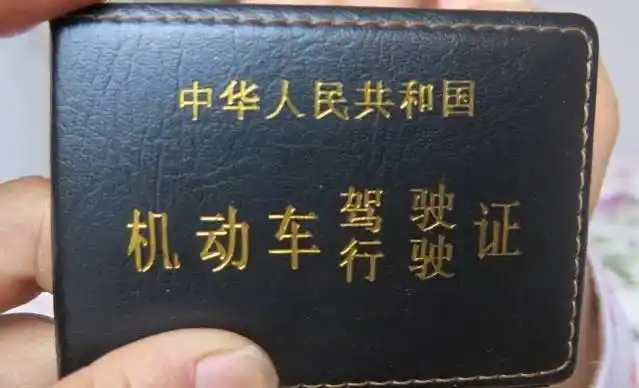 中华人民共和国
机动车驾驶证
行驶